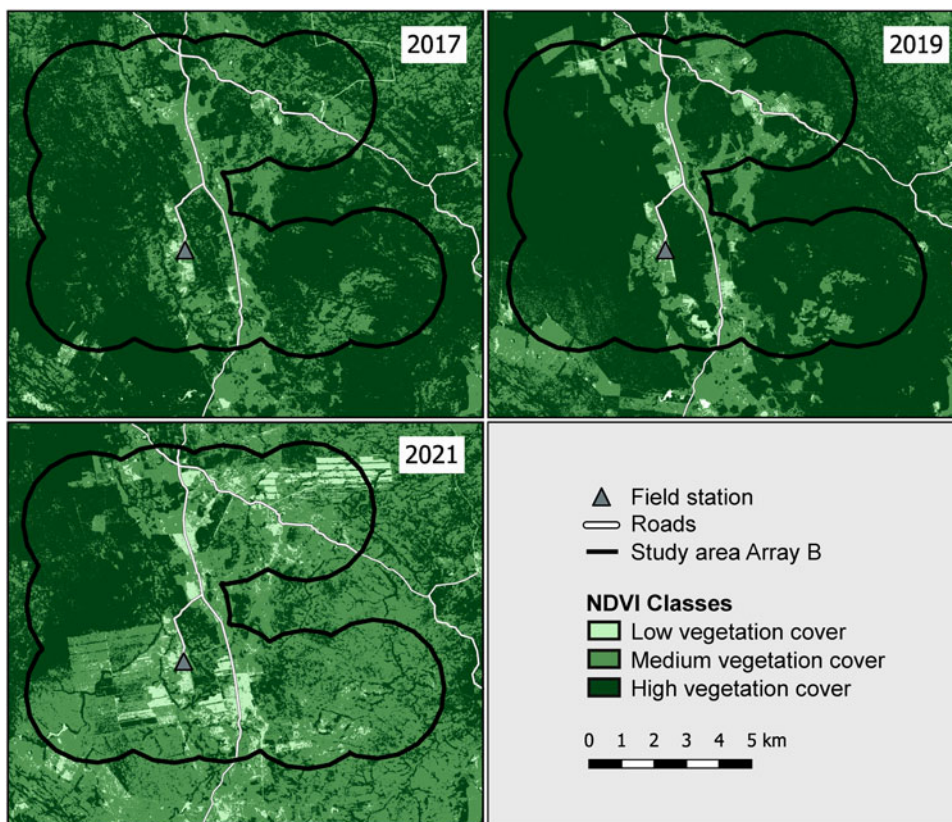 2017
2019
2021
Field station
Roads
Study area Array B
NDVI Classes
Low vegetation cover
Medium vegetation cover
High vegetation cover
0 1 2 3 4 5 km